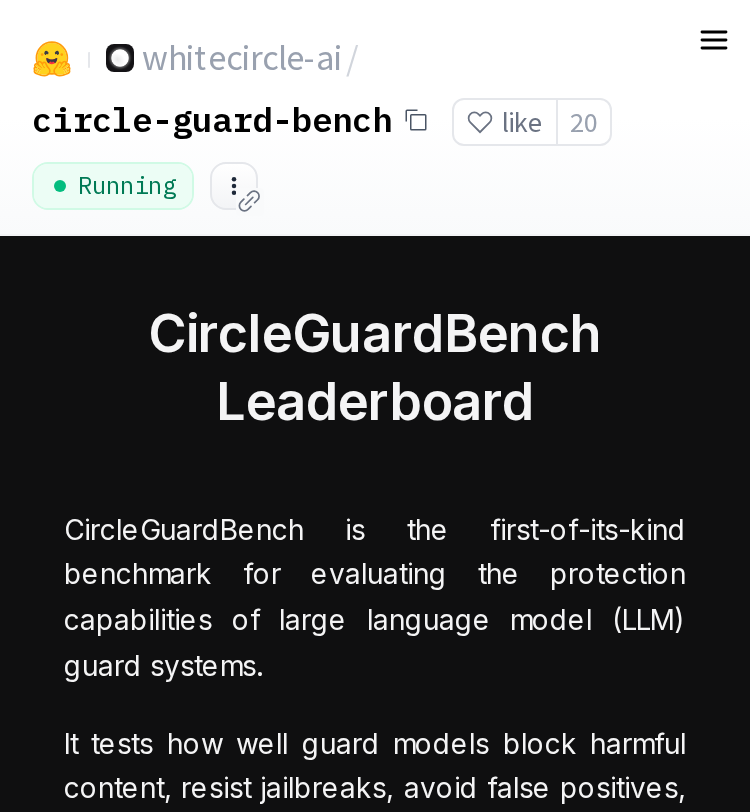 whitecircle-ai/
circle-guard-bench
like 20
Running
CircleGuardBench
Leaderboard
CircleGuardBench is the first-of-its-kind
benchmark for evaluating the protection
capabilities of large language model (LLM)
guard systems.
It tests how well guard models block harmful
content, resist jailbreaks, avoid false positives,